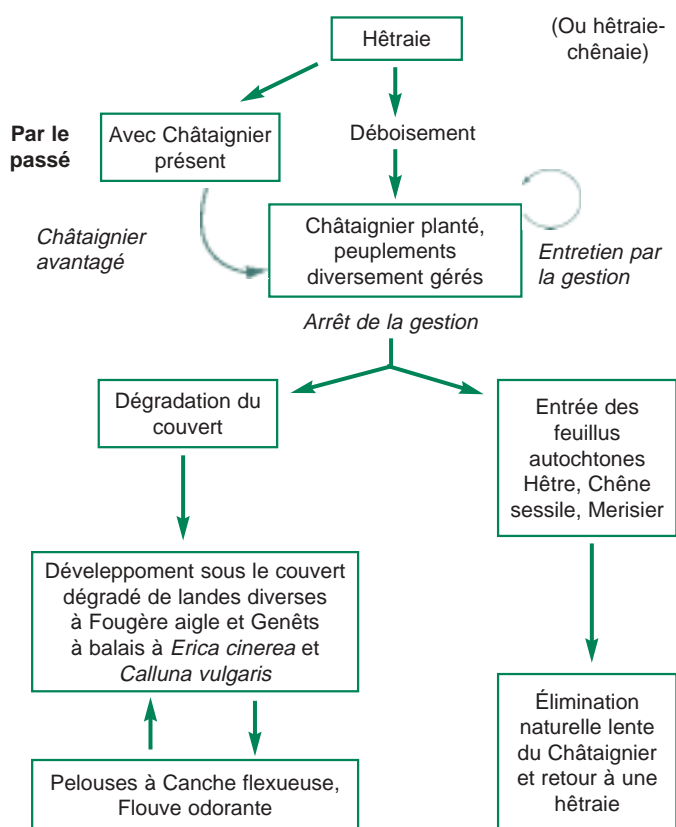 Hêtraie
(Ou hêtraie-
chênaie)
Par le
passé
Avec Châtaignier
présent
Déboisement
Châtaignier
avantagé
Châtaignier planté,
peuplements
diversement gérés
Entretien par
la gestion
Arrêt de la gestion
Dégradation du
couvert
Entrée des
feuillus
autochtones
Hêtre, Chêne
sessile, Merisier
Déveleppoment sous le couvert
dégradé de landes diverses
à Fougère aigle et Genêts
à balais à Erica cinerea et
Calluna vulgaris
Élimination
naturelle lente
du Châtaignier
et retour à une
hêtraie
Pelouses à Canche flexueuse,
Flouve odorante